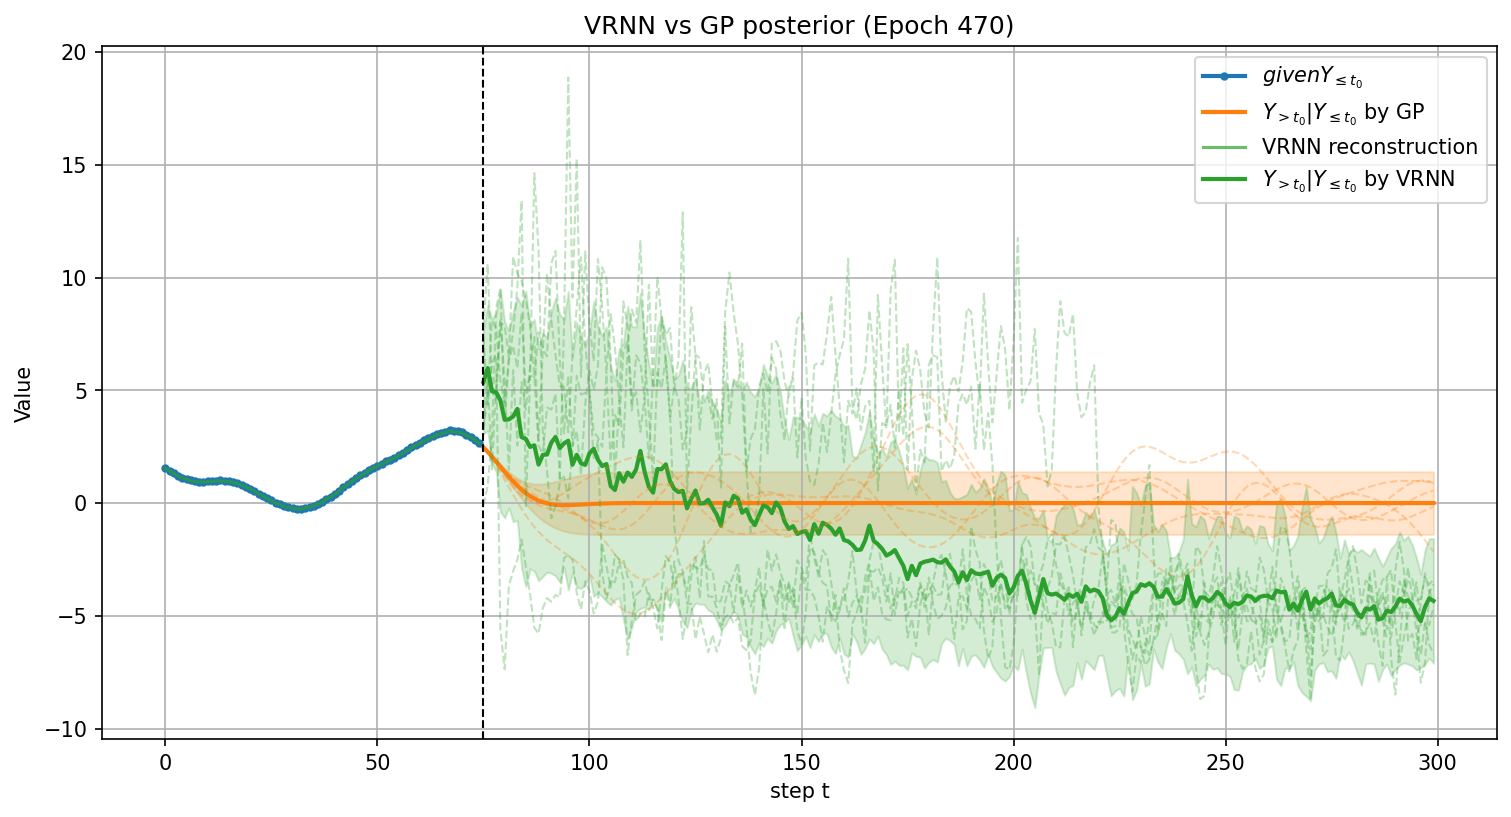 VRNN vs GP posterior (Epoch 470)
20
15
10
5
0
−5
−10
Value
givenY≤t₀
Y>t₀|Y≤t₀ by GP
VRNN reconstruction
Y>t₀|Y≤t₀ by VRNN
0 50 100 150 200 250 300
step t